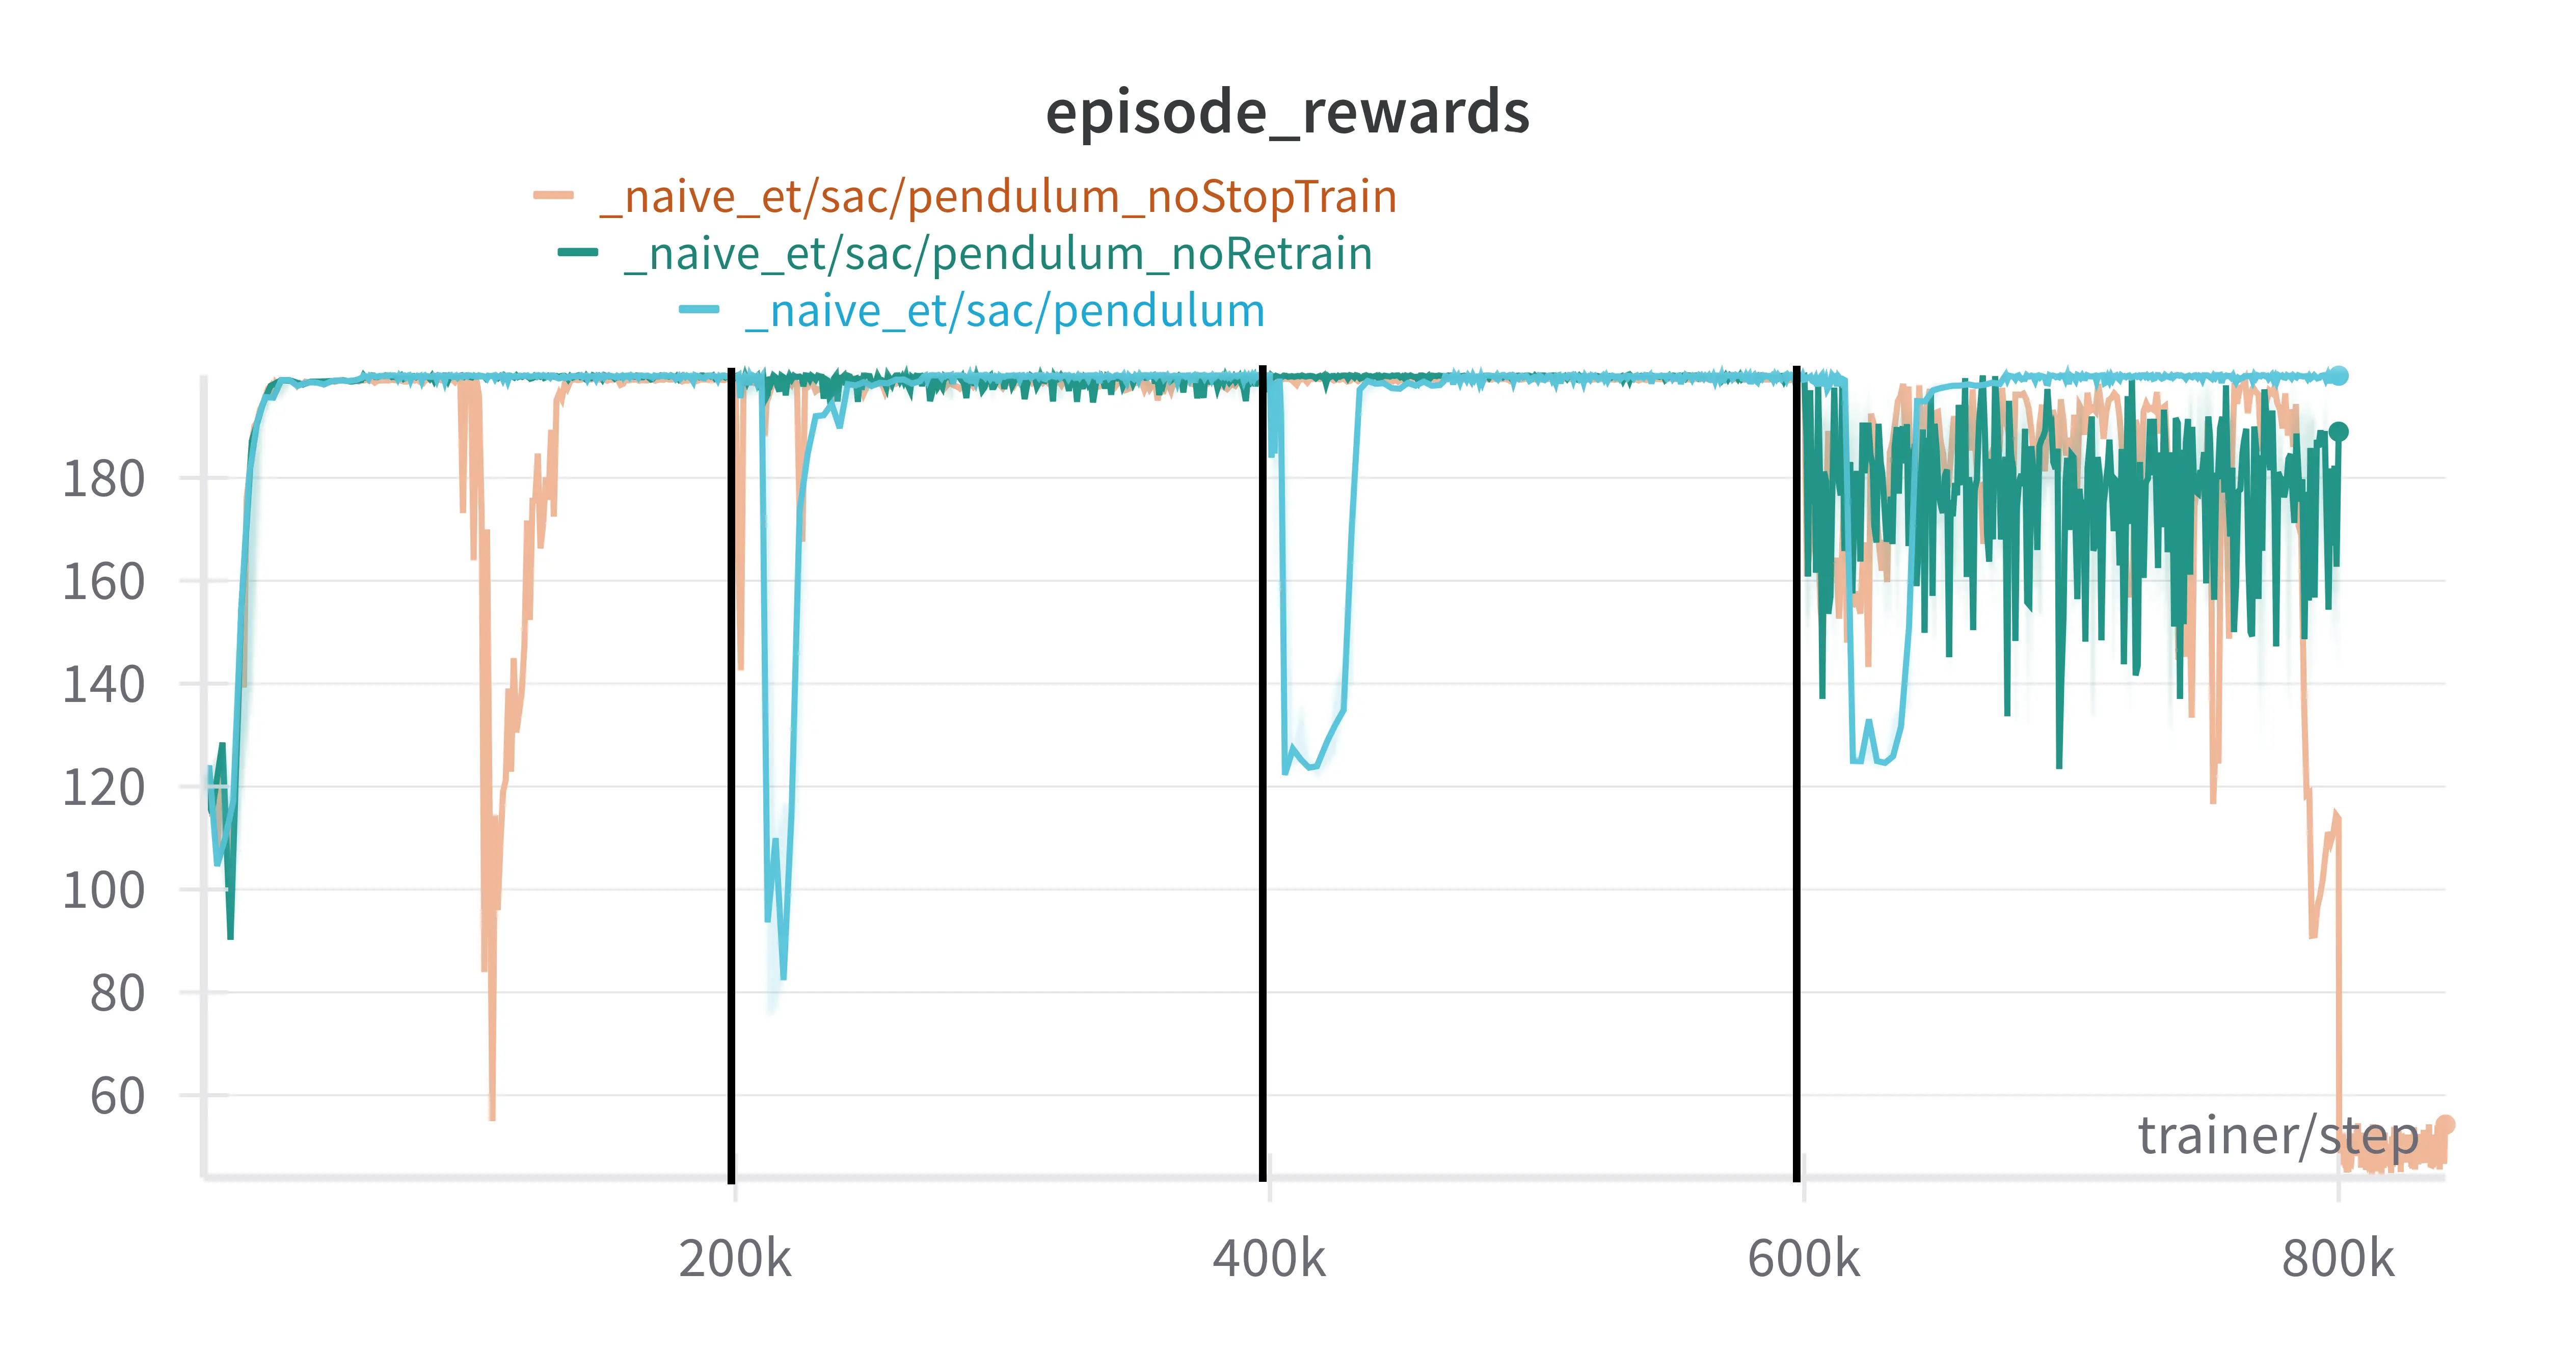 episode_rewards
_naive_et/sac/pendulum_noStopTrain
_naive_et/sac/pendulum_noRetrain
_naive_et/sac/pendulum
180
160
140
120
100
80
60
trainer/step
200k 400k 600k 800k